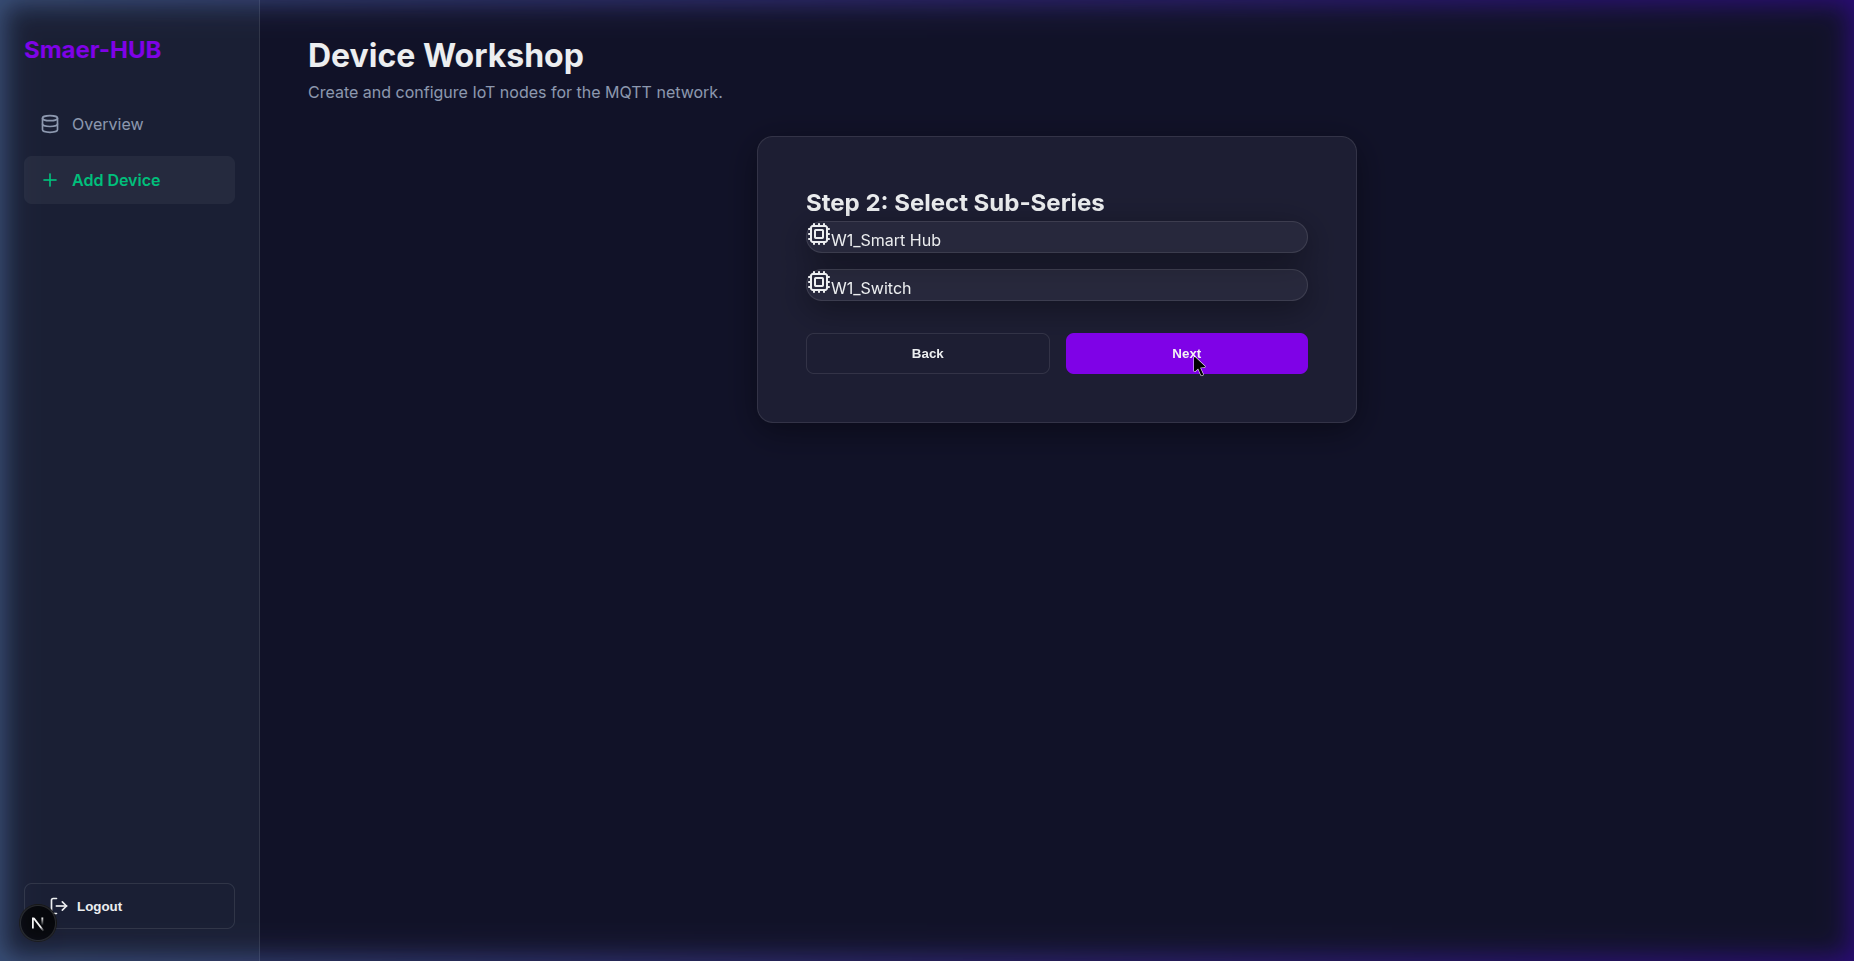 Smaer-HUB
Overview
Add Device
Logout
Device Workshop
Create and configure IoT nodes for the MQTT network.
Step 2: Select Sub-Series
W1_Smart Hub
W1_Switch
Back
Next
N